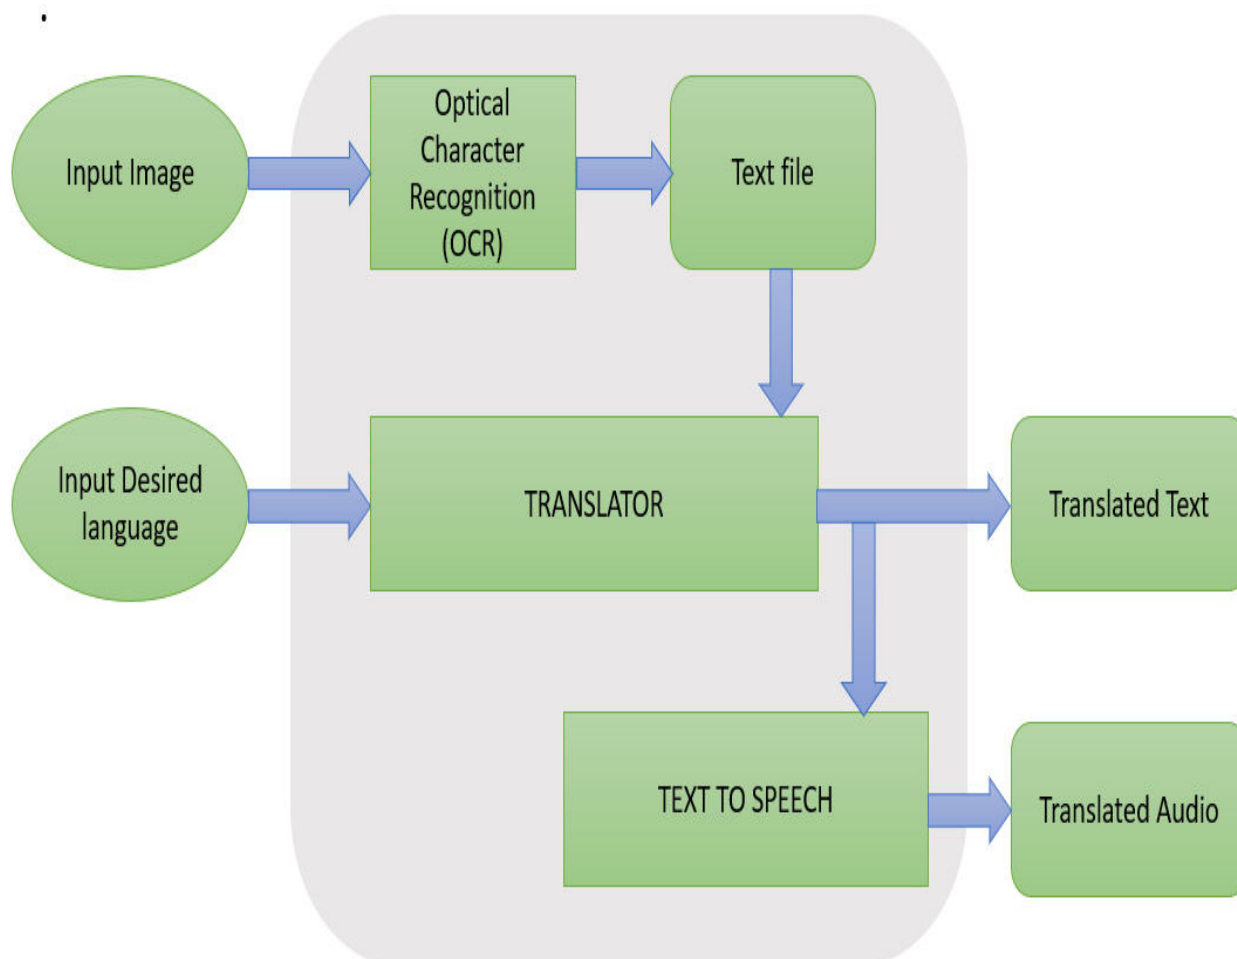 Input Image
Optical
Character
Recognition
(OCR)
Text file
Input Desired
language
TRANSLATOR
Translated Text
TEXT TO SPEECH
Translated Audio